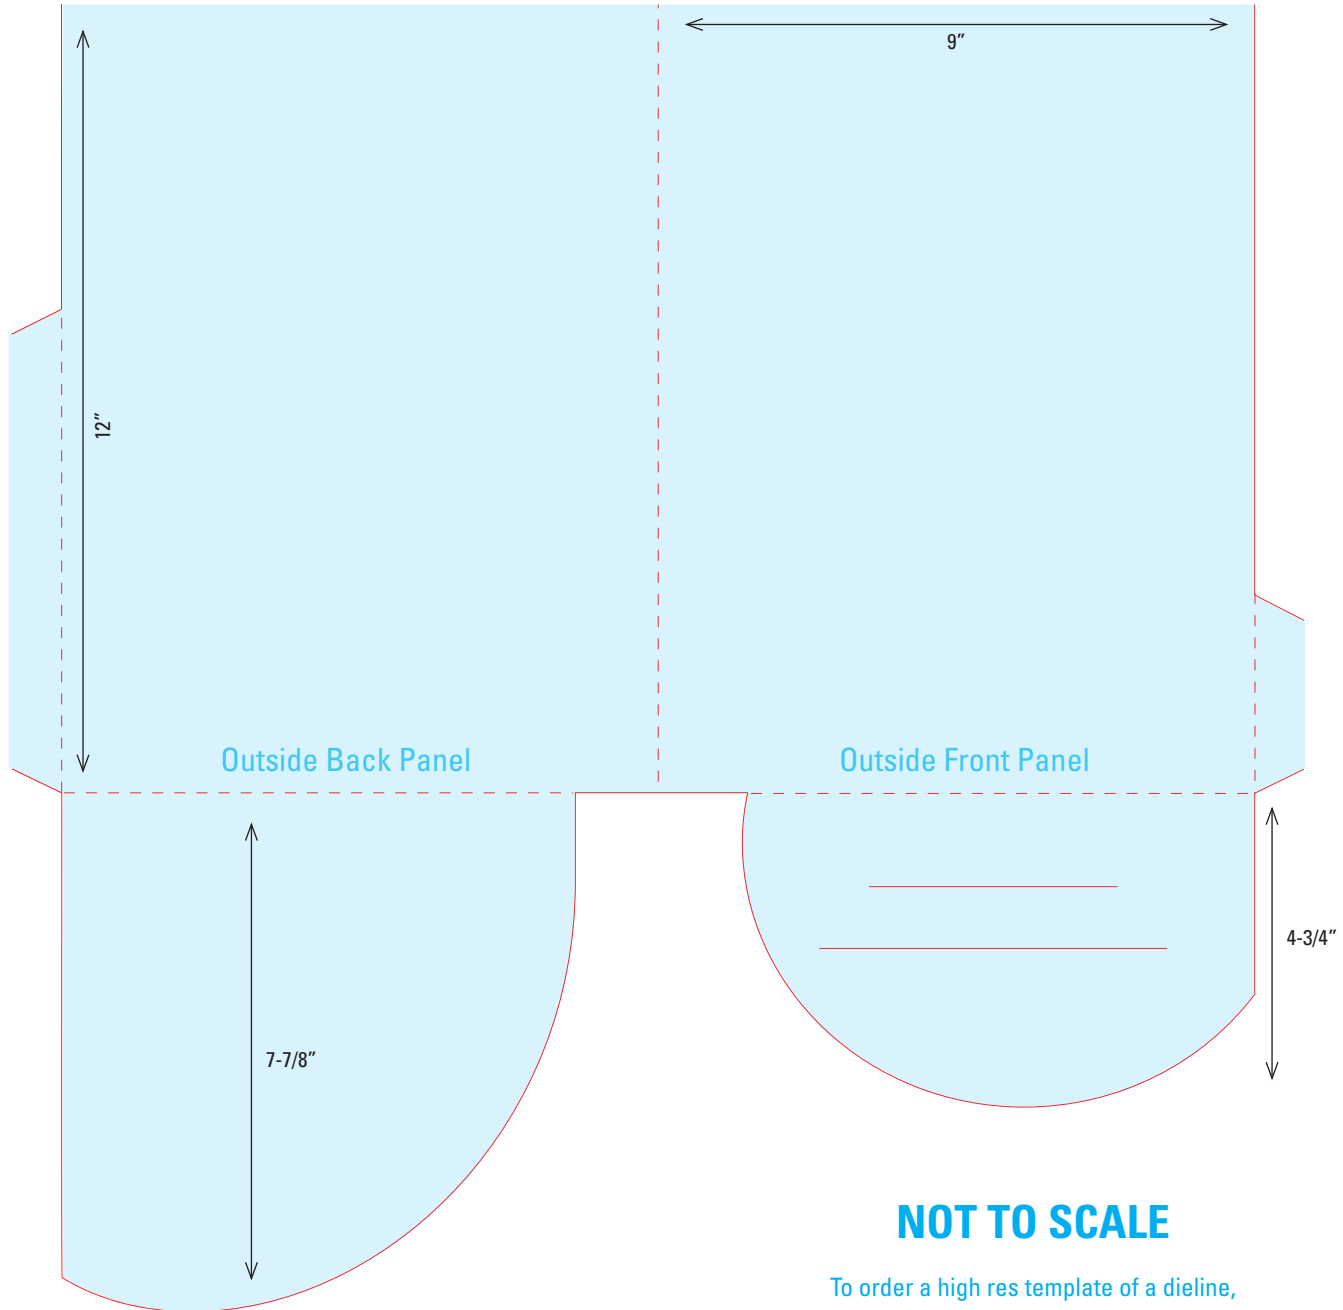 9″
12″
Outside Back Panel
Outside Front Panel
4-3/4″
7-7/8″
NOT TO SCALE
To order a high res template of a dieline,